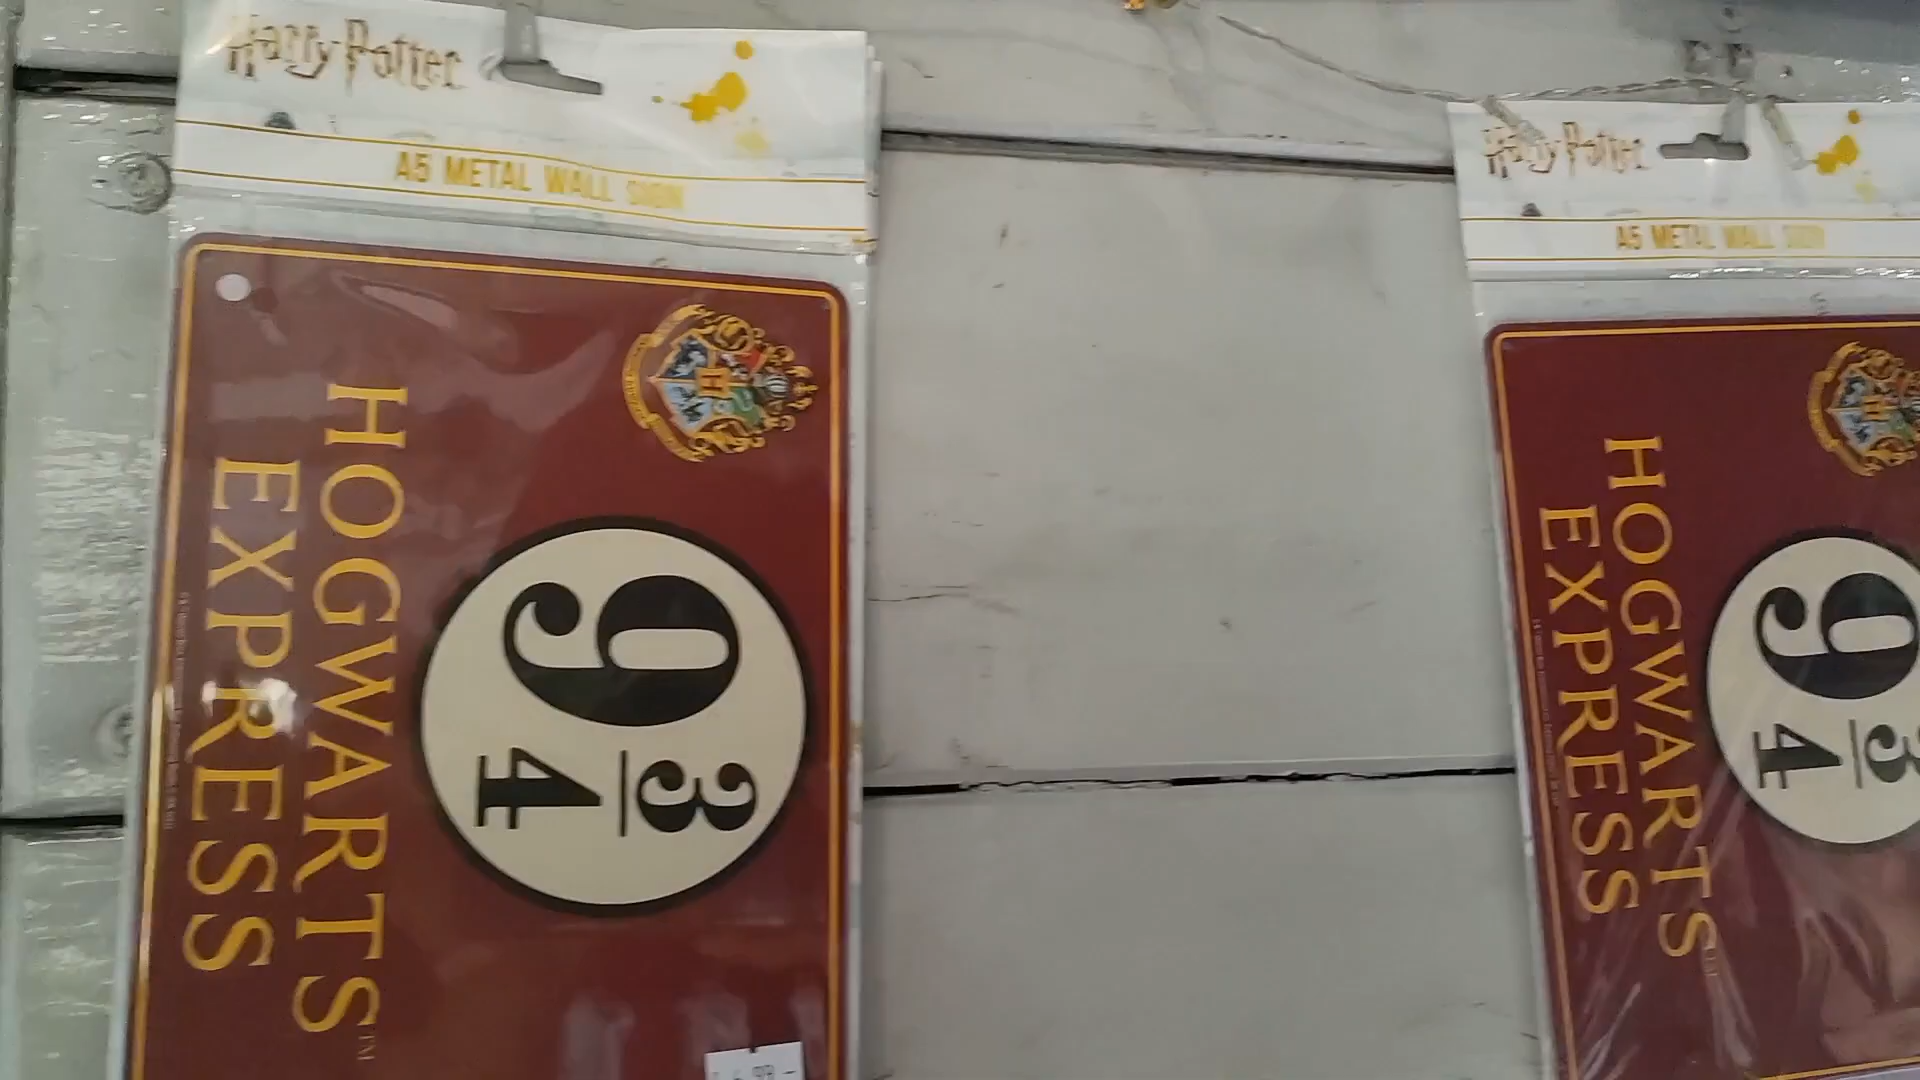 Harry Potter
A5 METAL WALL SIGN
HOGWARTS
EXPRESS
9 3/4
Harry Potter
A5 METAL WALL SIGN
HOGWARTS
EXPRESS
9 3/4